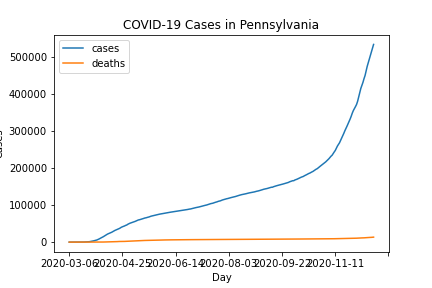 COVID-19 Cases in Pennsylvania
cases
deaths
500000
400000
300000
200000
100000
0
Cases
2020-03-06 2020-04-25 2020-06-14 2020-08-03 2020-09-22 2020-11-11
Day